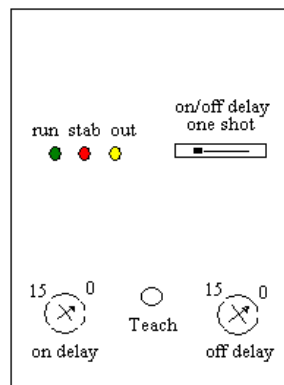 on/off delay
one shot
run stab out
15 0
15 0
Teach
on delay
off delay